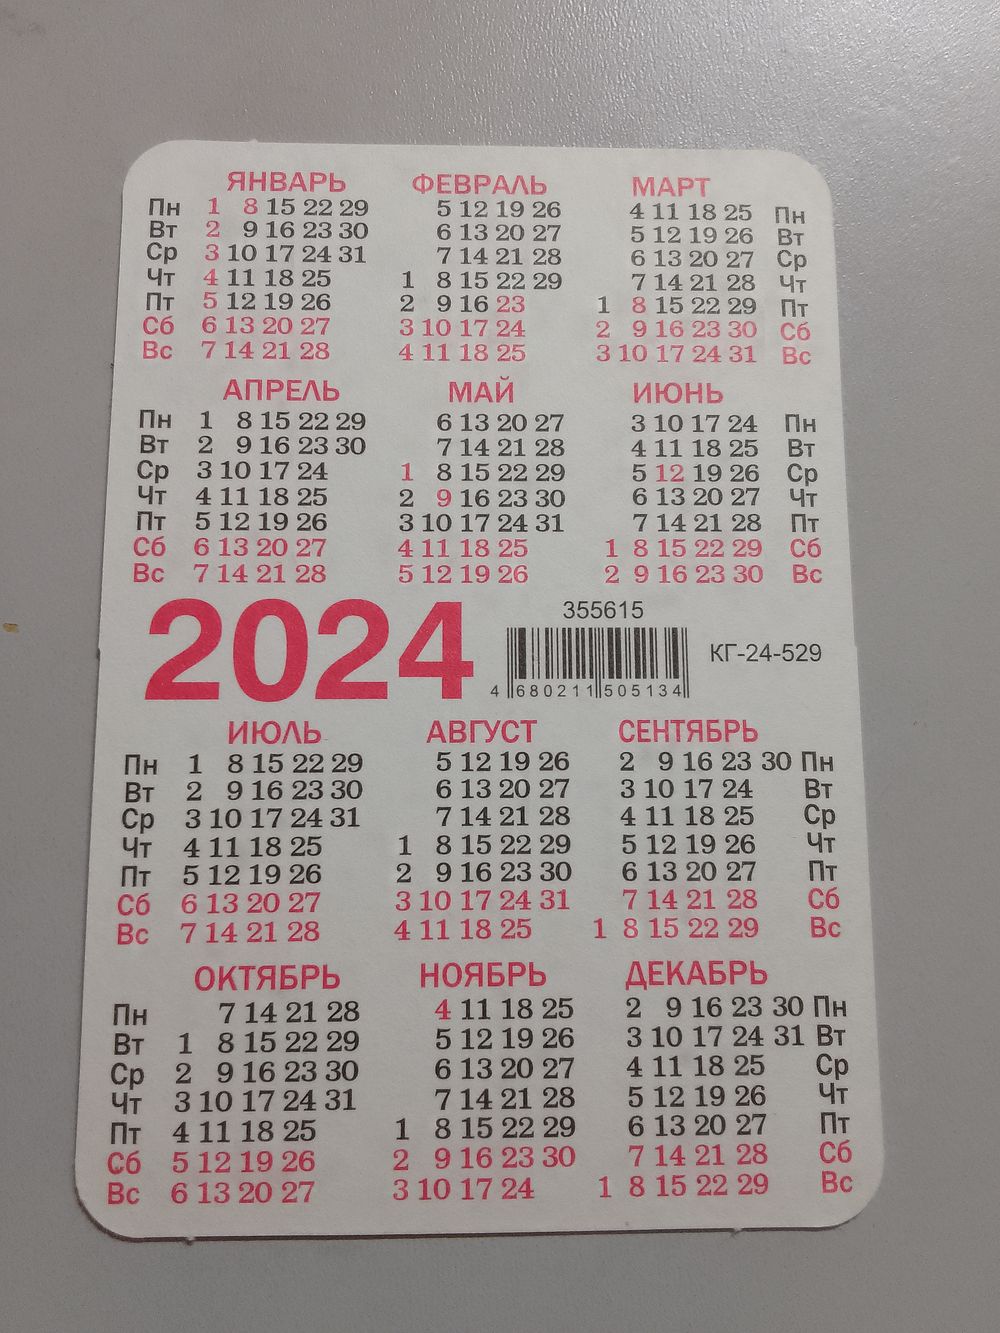 ЯНВАРЬ ФЕВРАЛЬ МАРТ
Пн 1 8 15 22 29 5 12 19 26 4 11 18 25 Пн
Вт 2 9 16 23 30 6 13 20 27 5 12 19 26 Вт
Ср 3 10 17 24 31 7 14 21 28 6 13 20 27 Ср
Чт 4 11 18 25 1 8 15 22 29 7 14 21 28 Чт
Пт 5 12 19 26 2 9 16 23 1 8 15 22 29 Пт
Сб 6 13 20 27 3 10 17 24 2 9 16 23 30 Сб
Вс 7 14 21 28 4 11 18 25 3 10 17 24 31 Вс
АПРЕЛЬ МАЙ ИЮНЬ
Пн 1 8 15 22 29 6 13 20 27 3 10 17 24 Пн
Вт 2 9 16 23 30 7 14 21 28 4 11 18 25 Вт
Ср 3 10 17 24 1 8 15 22 29 5 12 19 26 Ср
Чт 4 11 18 25 2 9 16 23 30 6 13 20 27 Чт
Пт 5 12 19 26 3 10 17 24 31 7 14 21 28 Пт
Сб 6 13 20 27 4 11 18 25 1 8 15 22 29 Сб
Вс 7 14 21 28 5 12 19 26 2 9 16 23 30 Вс
2024
355615
4 680211 505134
КГ-24-529
ИЮЛЬ АВГУСТ СЕНТЯБРЬ
Пн 1 8 15 22 29 5 12 19 26 2 9 16 23 30 Пн
Вт 2 9 16 23 30 6 13 20 27 3 10 17 24 Вт
Ср 3 10 17 24 31 7 14 21 28 4 11 18 25 Ср
Чт 4 11 18 25 1 8 15 22 29 5 12 19 26 Чт
Пт 5 12 19 26 2 9 16 23 30 6 13 20 27 Пт
Сб 6 13 20 27 3 10 17 24 31 7 14 21 28 Сб
Вс 7 14 21 28 4 11 18 25 1 8 15 22 29 Вс
ОКТЯБРЬ НОЯБРЬ ДЕКАБРЬ
Пн 7 14 21 28 4 11 18 25 2 9 16 23 30 Пн
Вт 1 8 15 22 29 5 12 19 26 3 10 17 24 31 Вт
Ср 2 9 16 23 30 6 13 20 27 4 11 18 25 Ср
Чт 3 10 17 24 31 7 14 21 28 5 12 19 26 Чт
Пт 4 11 18 25 1 8 15 22 29 6 13 20 27 Пт
Сб 5 12 19 26 2 9 16 23 30 7 14 21 28 Сб
Вс 6 13 20 27 3 10 17 24 1 8 15 22 29 Вс